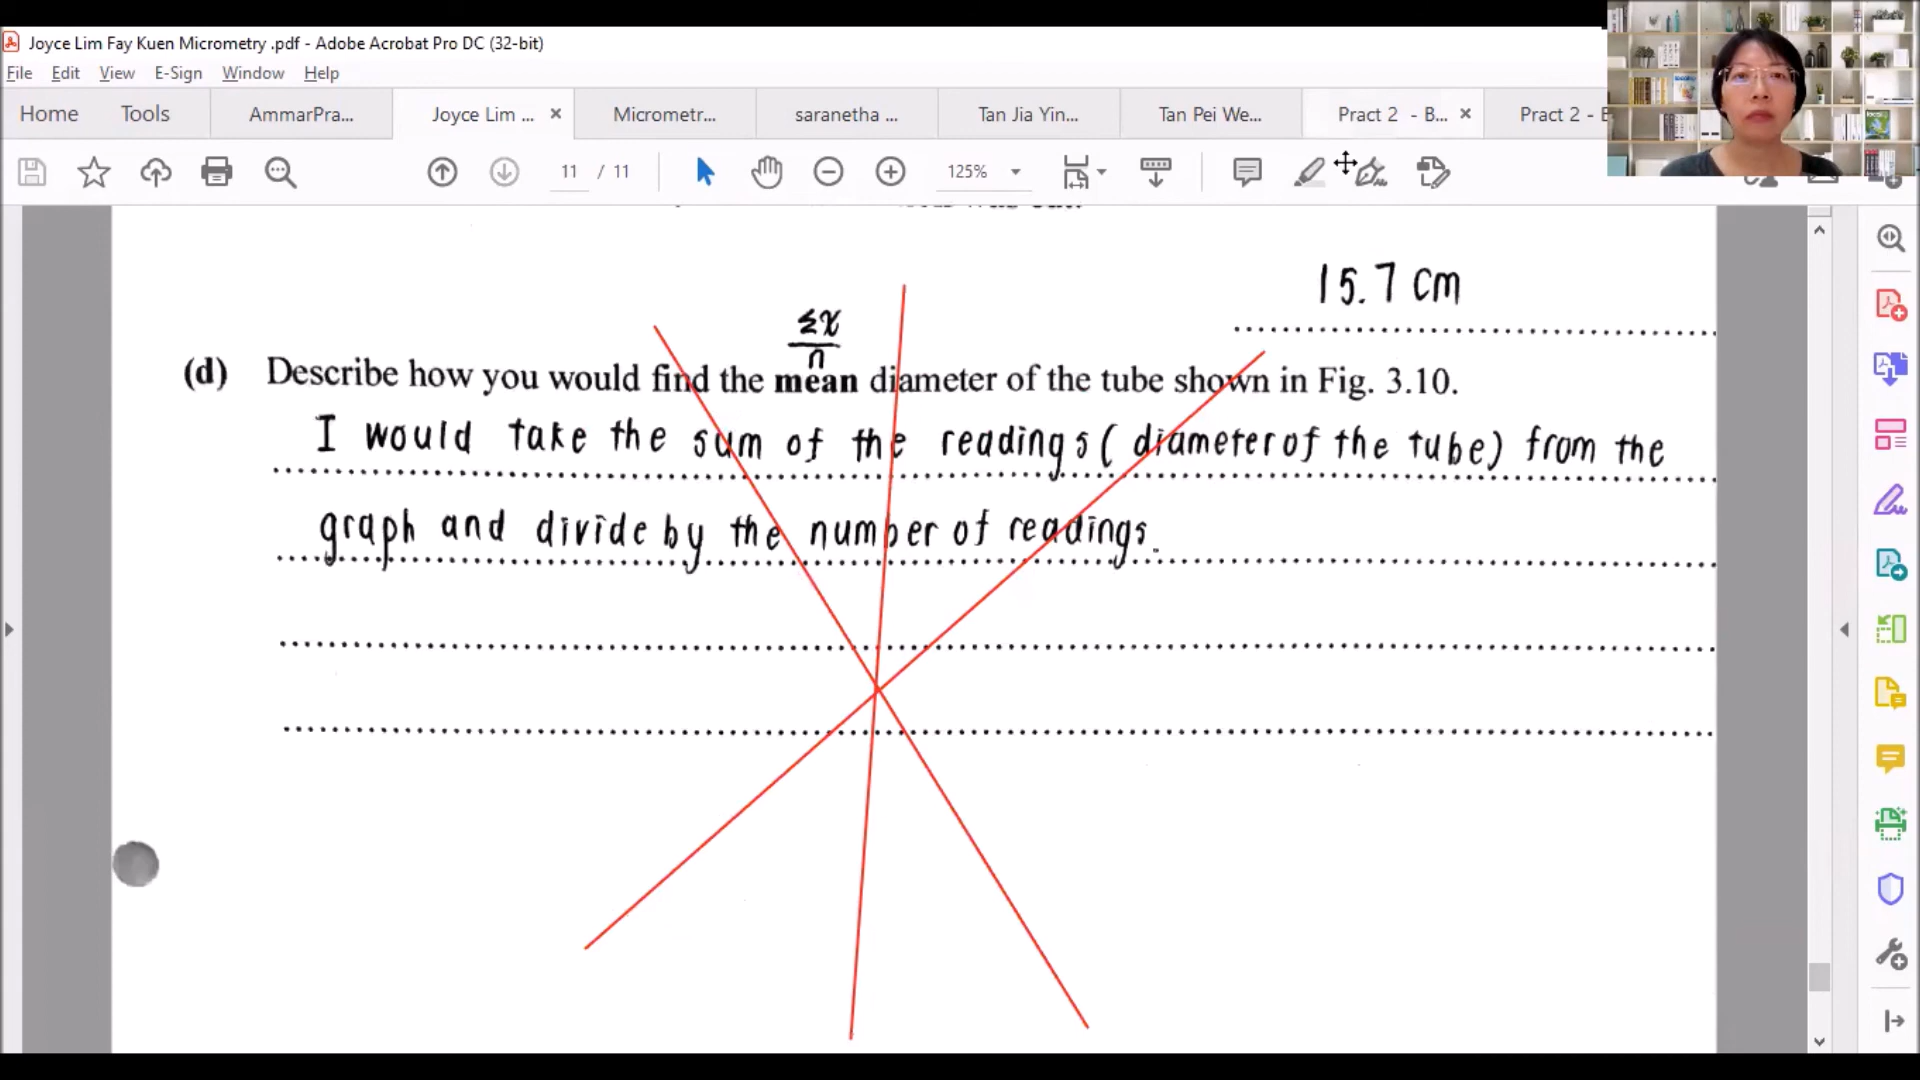 Joyce Lim Fay Kuen Micrometry .pdf - Adobe Acrobat Pro DC (32-bit)
File Edit View E-Sign Window Help
Home Tools AmmarPra... Joyce Lim ... Micrometr... saranetha ... Tan Jia Yin... Tan Pei We... Pract 2 - B... Pract 2 -
11 / 11 125%
15.7 cm
Σx
n
(d) Describe how you would find the mean diameter of the tube shown in Fig. 3.10.
I would take the sum of the readings (diameter of the tube) from the
graph and divide by the number of readings.